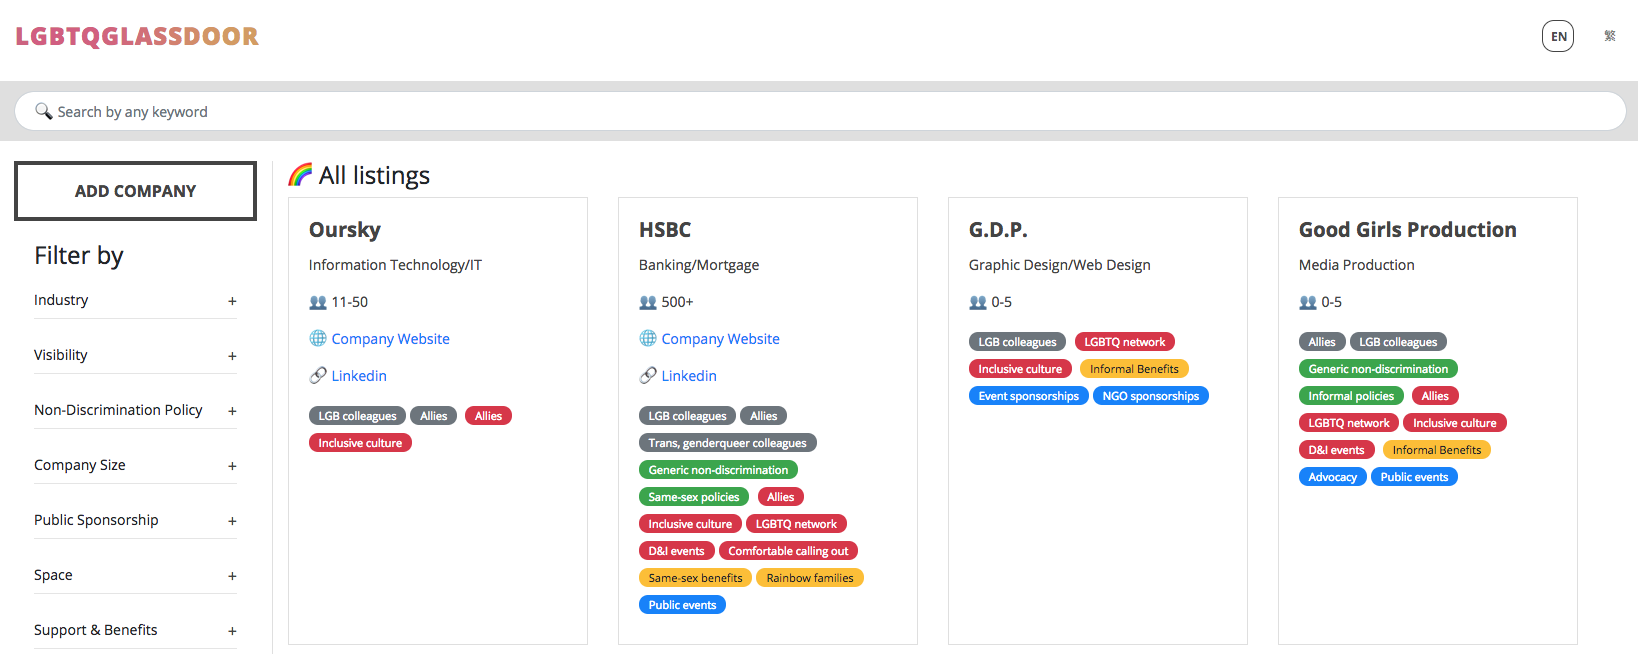 LGBTQGLASSDOOR
EN 繁
Search by any keyword
ADD COMPANY
Filter by
Industry +
Visibility +
Non-Discrimination Policy +
Company Size +
Public Sponsorship +
Space +
Support & Benefits +
All listings
Oursky
Information Technology/IT
11-50
Company Website
Linkedin
LGB colleagues Allies Allies
Inclusive culture
HSBC
Banking/Mortgage
500+
Company Website
Linkedin
LGB colleagues Allies
Trans, genderqueer colleagues
Generic non-discrimination
Same-sex policies Allies
Inclusive culture LGBTQ network
D&I events Comfortable calling out
Same-sex benefits Rainbow families
Public events
G.D.P.
Graphic Design/Web Design
0-5
LGB colleagues LGBTQ network
Inclusive culture Informal Benefits
Event sponsorships NGO sponsorships
Good Girls Production
Media Production
0-5
Allies LGB colleagues
Generic non-discrimination
Informal policies Allies
LGBTQ network Inclusive culture
D&I events Informal Benefits
Advocacy Public events